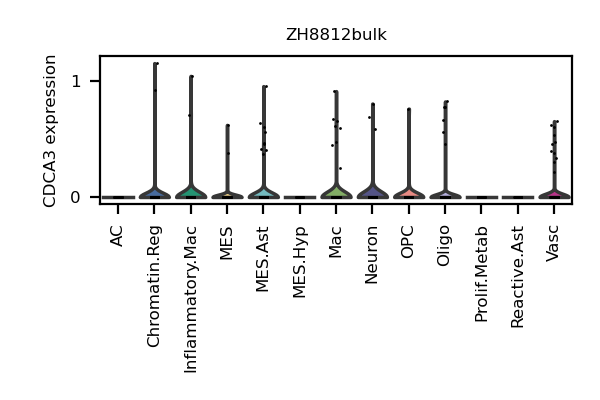 ZH8812bulk
CDCA3 expression
1
0
AC
Chromatin.Reg
Inflammatory.Mac
MES
MES.Ast
MES.Hyp
Mac
Neuron
OPC
Oligo
Prolif.Metab
Reactive.Ast
Vasc